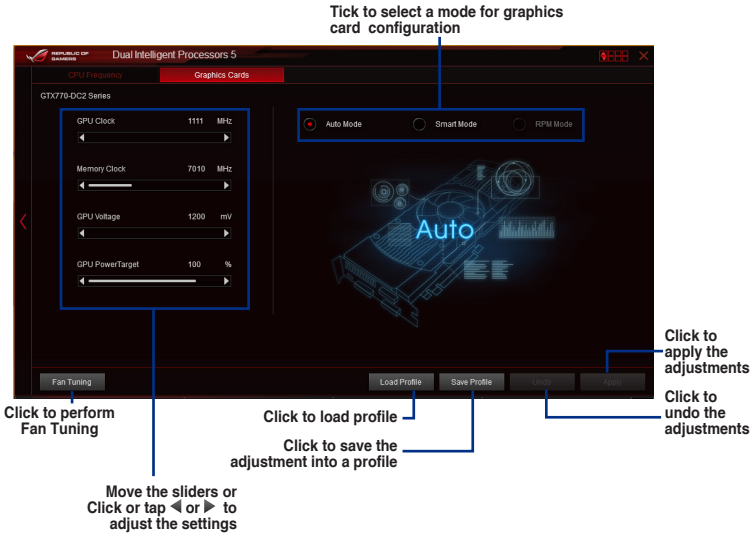 Tick to select a mode for graphics
card configuration
REPUBLIC OF
GAMERS
Dual Intelligent Processors 5
CPU Frequency
Graphics Cards
GTX770-DC2 Series
GPU Clock 1111 MHz
Memory Clock 7010 MHz
GPU Voltage 1200 mV
GPU PowerTarget 100 %
Auto Mode
Smart Mode
RPM Mode
Auto
Fan Tuning
Load Profile
Save Profile
Undo
Apply
Click to
apply the
adjustments
Click to
undo the
adjustments
Click to perform
Fan Tuning
Click to load profile
Click to save the
adjustment into a profile
Move the sliders or
Click or tap ◀ or ▶ to
adjust the settings